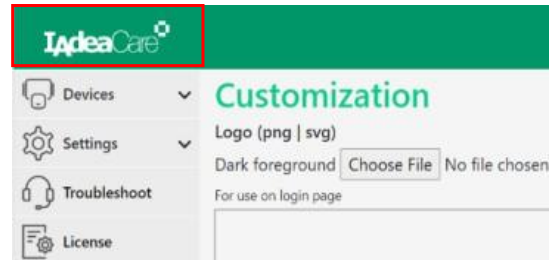 IAdeaCare
Devices
Settings
Troubleshoot
License
Customization
Logo (png | svg)
Dark foreground Choose File No file chosen
For use on login page